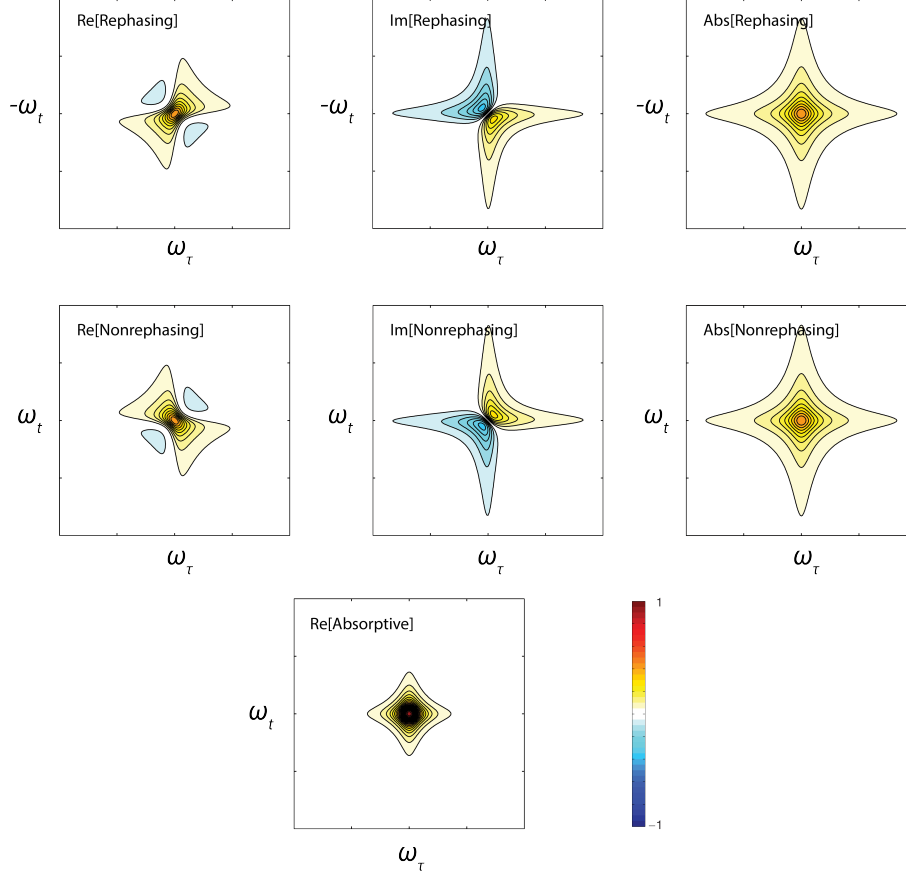 Re[Rephasing]
Im[Rephasing]
Abs[Rephasing]
-ω_t
-ω_t
-ω_t
ω_τ
ω_τ
ω_τ
Re[Nonrephasing]
Im[Nonrephasing]
Abs[Nonrephasing]
ω_t
ω_t
ω_t
ω_τ
ω_τ
ω_τ
Re[Absorptive]
1
ω_t
−1
ω_τ